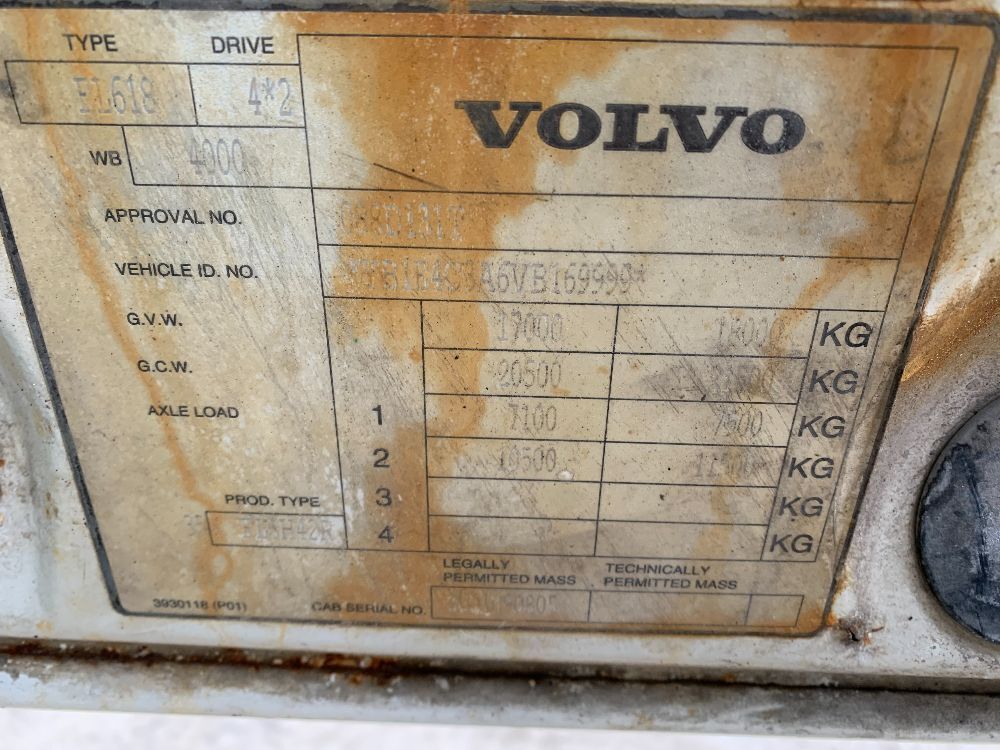 TYPE DRIVE
FL618 4*2
VOLVO
WB 4000
APPROVAL NO.
VEHICLE ID. NO.
G.V.W. 17000 KG
G.C.W. 20500 KG
AXLE LOAD 1 7100 7500 KG
2 10500 KG
3 KG
PROD. TYPE
4 KG
LEGALLY PERMITTED MASS TECHNICALLY PERMITTED MASS
3930118 (P01) CAB SERIAL NO.